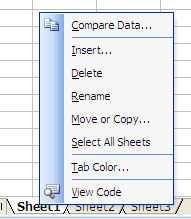 Compare Data...
Insert...
Delete
Rename
Move or Copy...
Select All Sheets
Tab Color...
View Code
Sheet1 Sheet2 Sheet3